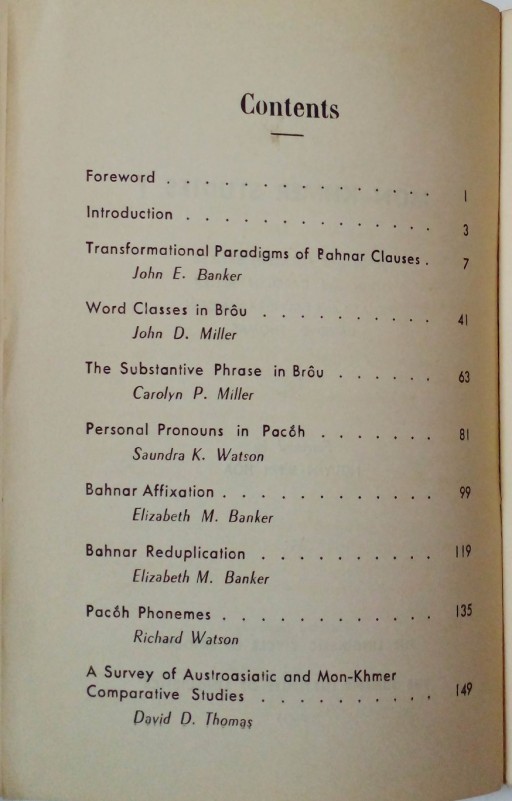 Contents
Foreword . . . . . . . . . . . . . . 1
Introduction . . . . . . . . . . . . . 3
Transformational Paradigms of Bahnar Clauses . 7
John E. Banker
Word Classes in Brôu . . . . . . . . . 41
John D. Miller
The Substantive Phrase in Brôu . . . . . 63
Carolyn P. Miller
Personal Pronouns in Pacóh . . . . . . 81
Saundra K. Watson
Bahnar Affixation . . . . . . . . . . . 99
Elizabeth M. Banker
Bahnar Reduplication . . . . . . . . . 119
Elizabeth M. Banker
Pacóh Phonemes . . . . . . . . . . . 135
Richard Watson
A Survey of Austroasiatic and Mon-Khmer
Comparative Studies . . . . . . . . . 149
David D. Thomas